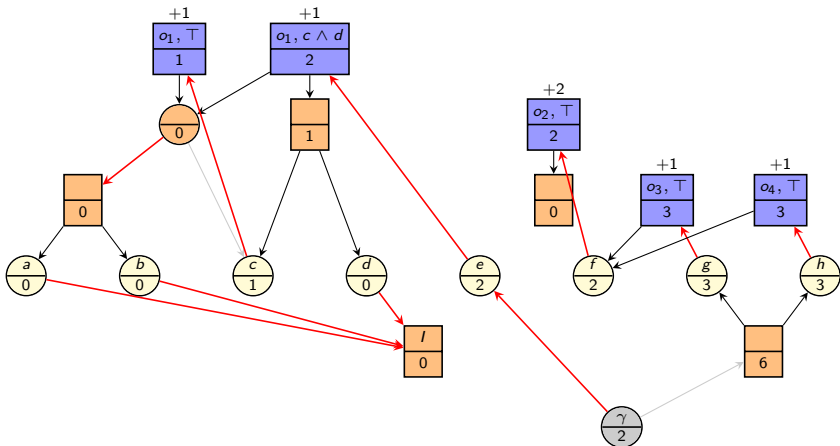 +1 +1
o₁, ⊤ o₁, c ∧ d
1 2
+2
o₂, ⊤
0 1 2
+1 +1
o₃, ⊤ o₄, ⊤
0 0 3 3
a b c d e f g h
0 0 1 0 2 2 3 3
I
0 6
γ
2